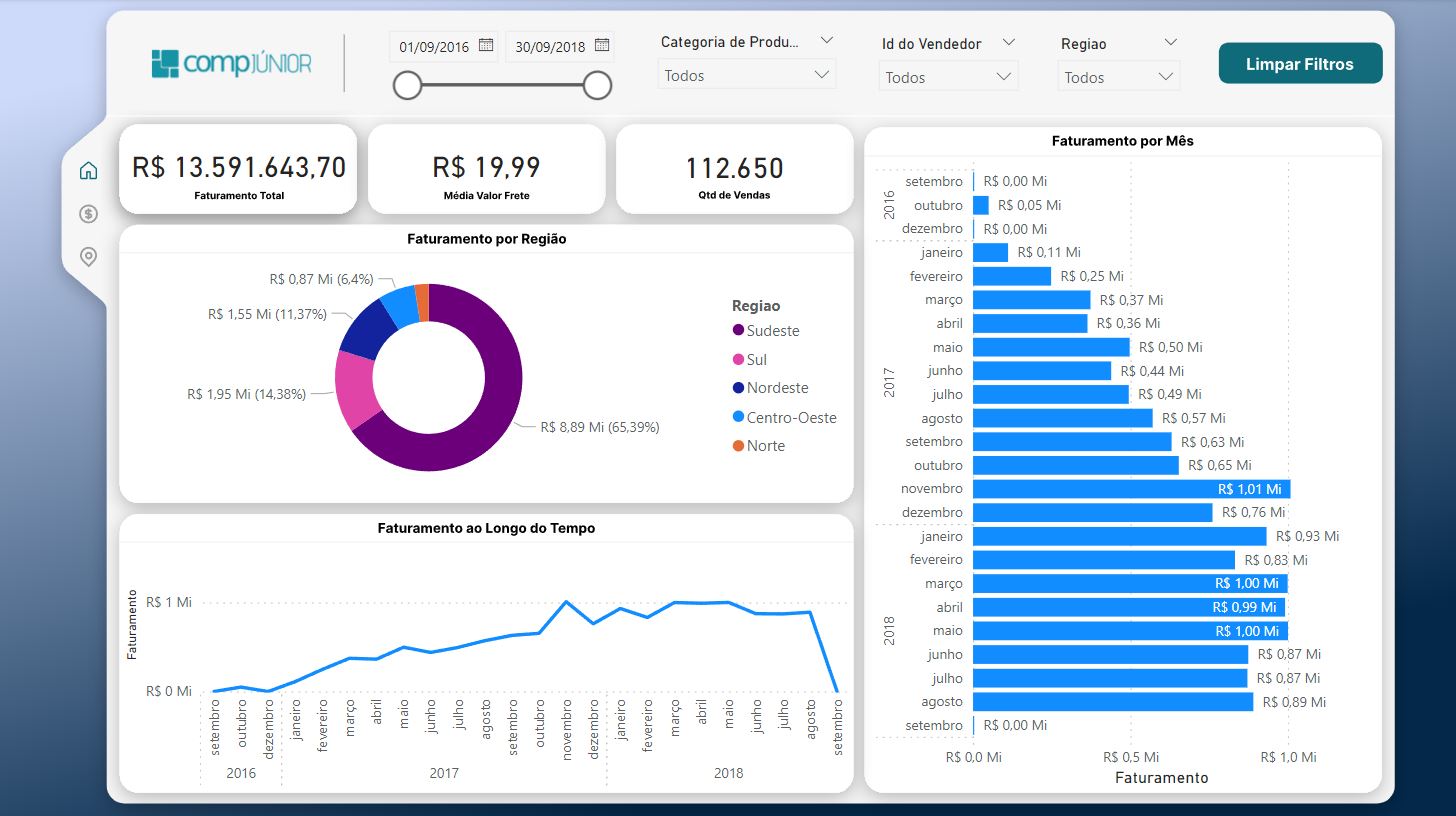 compJÚNIOR
01/09/2016
30/09/2018
Categoria de Produ...
Todos
Id do Vendedor
Todos
Regiao
Todos
Limpar Filtros
R$ 13.591.643,70
Faturamento Total
R$ 19,99
Média Valor Frete
112.650
Qtd de Vendas
Faturamento por Região
R$ 0,87 Mi (6,4%)
R$ 1,55 Mi (11,37%)
R$ 1,95 Mi (14,38%)
R$ 8,89 Mi (65,39%)
Regiao
Sudeste
Sul
Nordeste
Centro-Oeste
Norte
Faturamento ao Longo do Tempo
Faturamento
R$ 1 Mi
R$ 0 Mi
setembro
outubro
dezembro
janeiro
fevereiro
março
abril
maio
junho
julho
agosto
setembro
outubro
novembro
dezembro
janeiro
fevereiro
março
abril
maio
junho
julho
agosto
setembro
2016
2017
2018
Faturamento por Mês
2016
setembro R$ 0,00 Mi
outubro R$ 0,05 Mi
dezembro R$ 0,00 Mi
2017
janeiro R$ 0,11 Mi
fevereiro R$ 0,25 Mi
março R$ 0,37 Mi
abril R$ 0,36 Mi
maio R$ 0,50 Mi
junho R$ 0,44 Mi
julho R$ 0,49 Mi
agosto R$ 0,57 Mi
setembro R$ 0,63 Mi
outubro R$ 0,65 Mi
novembro R$ 1,01 Mi
dezembro R$ 0,76 Mi
2018
janeiro R$ 0,93 Mi
fevereiro R$ 0,83 Mi
março R$ 1,00 Mi
abril R$ 0,99 Mi
maio R$ 1,00 Mi
junho R$ 0,87 Mi
julho R$ 0,87 Mi
agosto R$ 0,89 Mi
setembro R$ 0,00 Mi
R$ 0,0 Mi
R$ 0,5 Mi
R$ 1,0 Mi
Faturamento